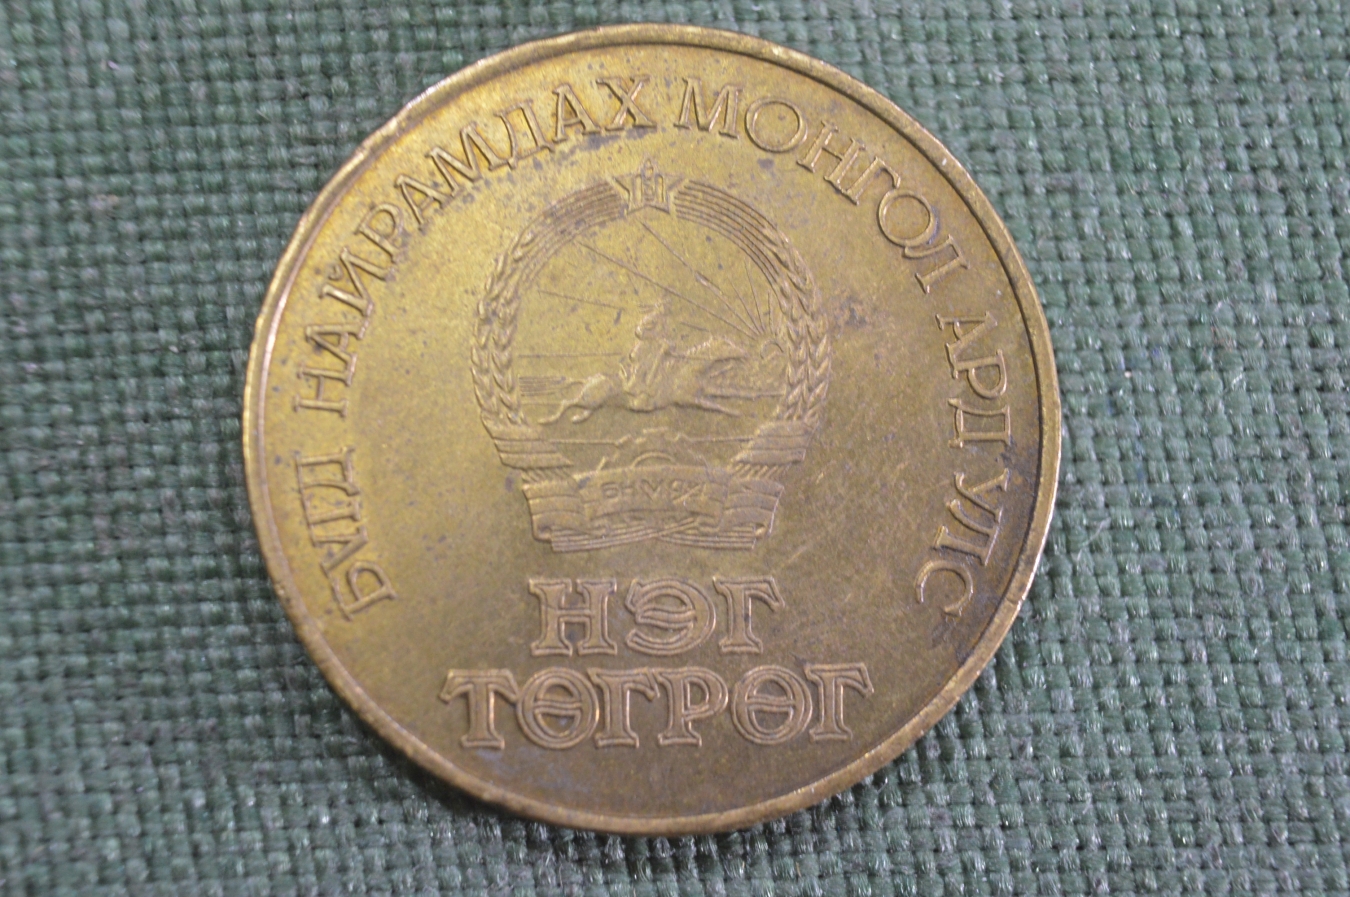 БҮГД НАЙРАМДАХ МОНГОЛ АРД УЛС
БНМАУ
НЭГ
ТӨГРӨГ